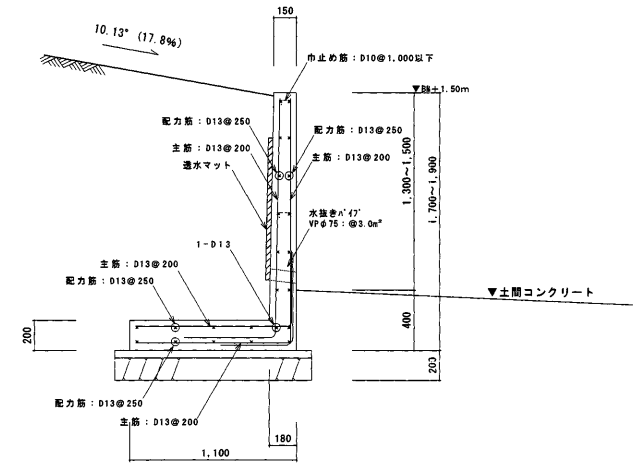 150
10.13° (17.8%)
巾止め筋：D10@1,000以下
▼BM+1.50m
配力筋：D13@250
配力筋：D13@250
主筋：D13@200
主筋：D13@200
透水マット
1,300～1,500
1,700～1,900
水抜きパイプ
VPφ75：@3.0m²
1-D13
主筋：D13@200
配力筋：D13@250
▼土間コンクリート
200
400
203
配力筋：D13@250
主筋：D13@200
180
1,100